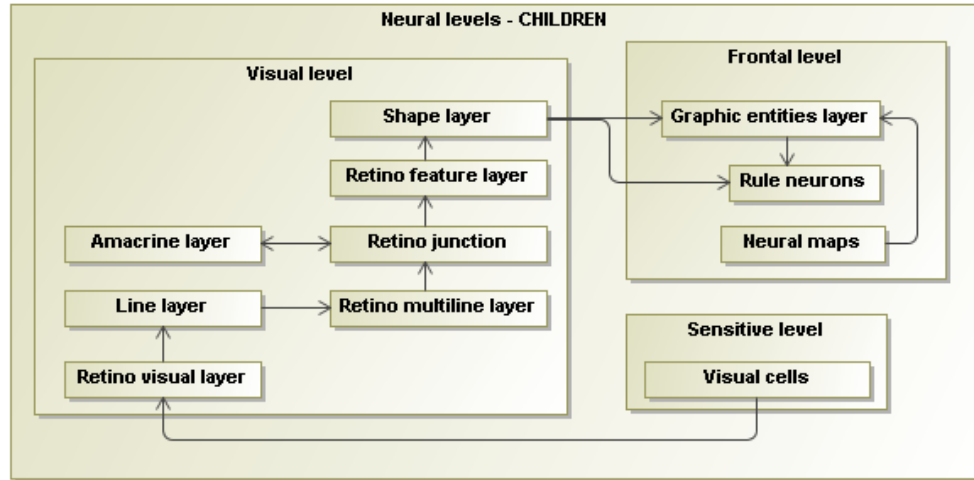 Neural levels - CHILDREN
Visual level
Shape layer
Retino feature layer
Amacrine layer
Retino junction
Line layer
Retino multiline layer
Retino visual layer
Frontal level
Graphic entities layer
Rule neurons
Neural maps
Sensitive level
Visual cells